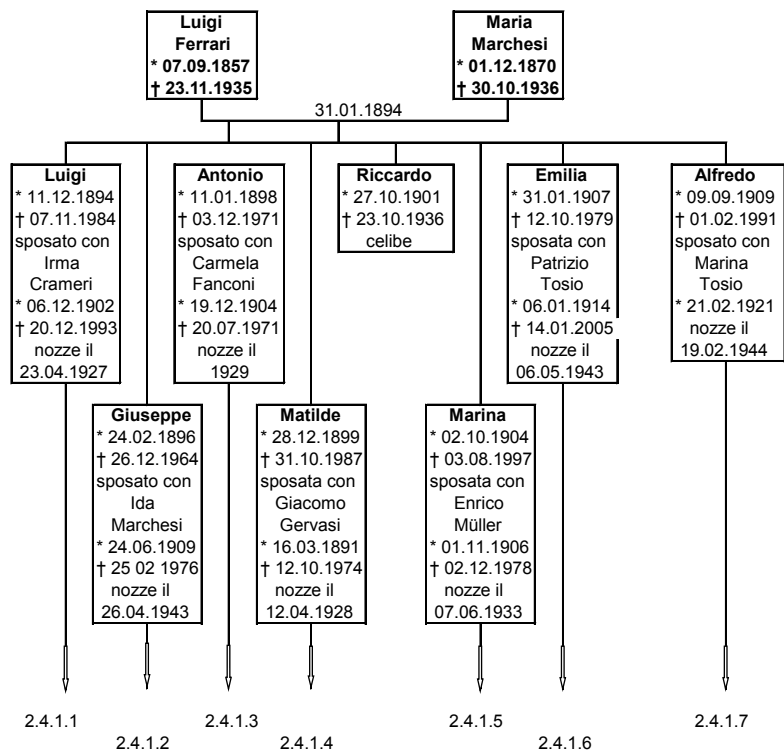 Luigi
Ferrari
* 07.09.1857
† 23.11.1935
Maria
Marchesi
* 01.12.1870
† 30.10.1936
31.01.1894
Luigi
* 11.12.1894
† 07.11.1984
sposato con
Irma
Crameri
* 06.12.1902
† 20.12.1993
nozze il
23.04.1927
Antonio
* 11.01.1898
† 03.12.1971
sposato con
Carmela
Fanconi
* 19.12.1904
† 20.07.1971
nozze il
1929
Riccardo
* 27.10.1901
† 23.10.1936
celibe
Emilia
* 31.01.1907
† 12.10.1979
sposata con
Patrizio
Tosio
* 06.01.1914
† 14.01.2005
nozze il
06.05.1943
Alfredo
* 09.09.1909
† 01.02.1991
sposato con
Marina
Tosio
* 21.02.1921
nozze il
19.02.1944
Giuseppe
* 24.02.1896
† 26.12.1964
sposato con
Ida
Marchesi
* 24.06.1909
† 25 02 1976
nozze il
26.04.1943
Matilde
* 28.12.1899
† 31.10.1987
sposata con
Giacomo
Gervasi
* 16.03.1891
† 12.10.1974
nozze il
12.04.1928
Marina
* 02.10.1904
† 03.08.1997
sposata con
Enrico
Müller
* 01.11.1906
† 02.12.1978
nozze il
07.06.1933
2.4.1.1
2.4.1.2
2.4.1.3
2.4.1.4
2.4.1.5
2.4.1.6
2.4.1.7